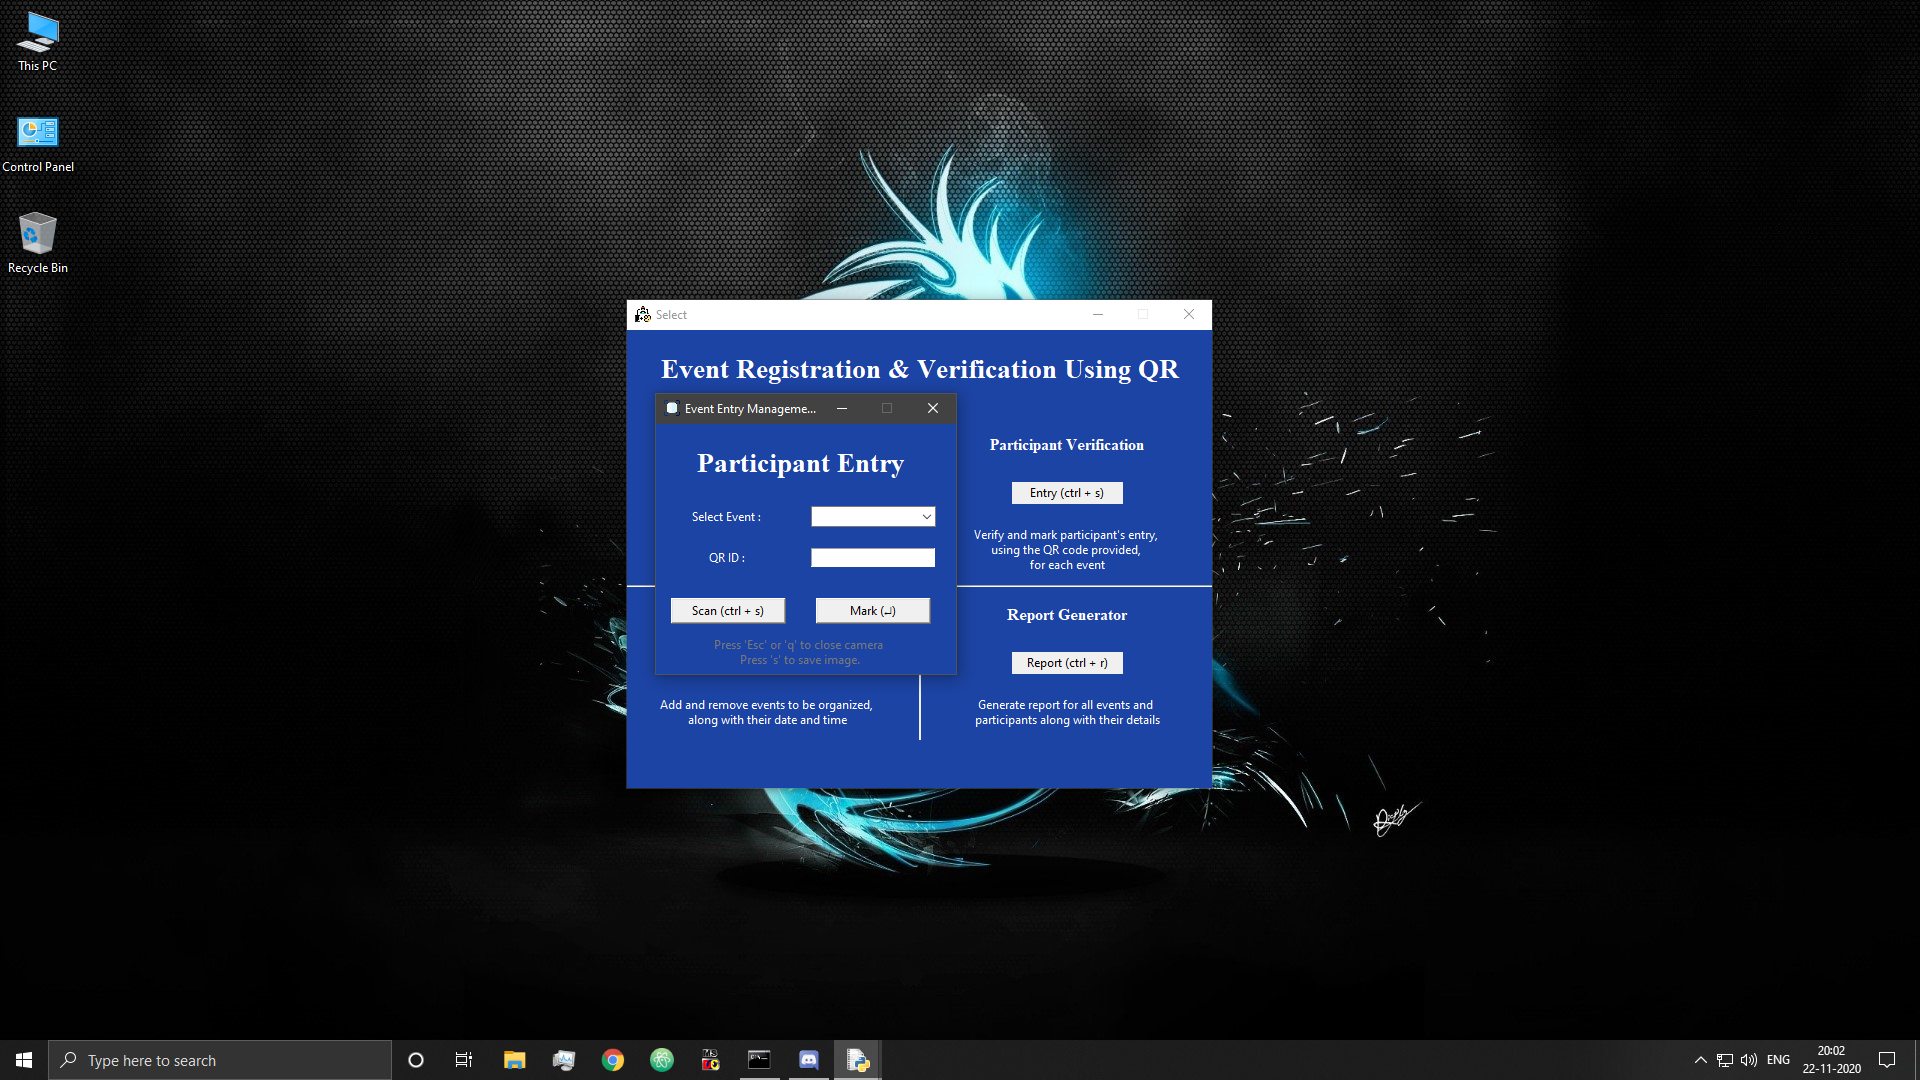 This PC
Control Panel
Recycle Bin
Select
Event Registration & Verification Using QR
Event Entry Manageme...
Participant Entry
Select Event :
QR ID :
Scan (ctrl + s)
Mark (↵)
Press 'Esc' or 'q' to close camera
Press 's' to save image.
Participant Verification
Entry (ctrl + s)
Verify and mark participant's entry,
using the QR code provided,
for each event
Add and remove events to be organized,
along with their date and time
Report Generator
Report (ctrl + r)
Generate report for all events and
participants along with their details
Type here to search
ENG
20:02
22-11-2020